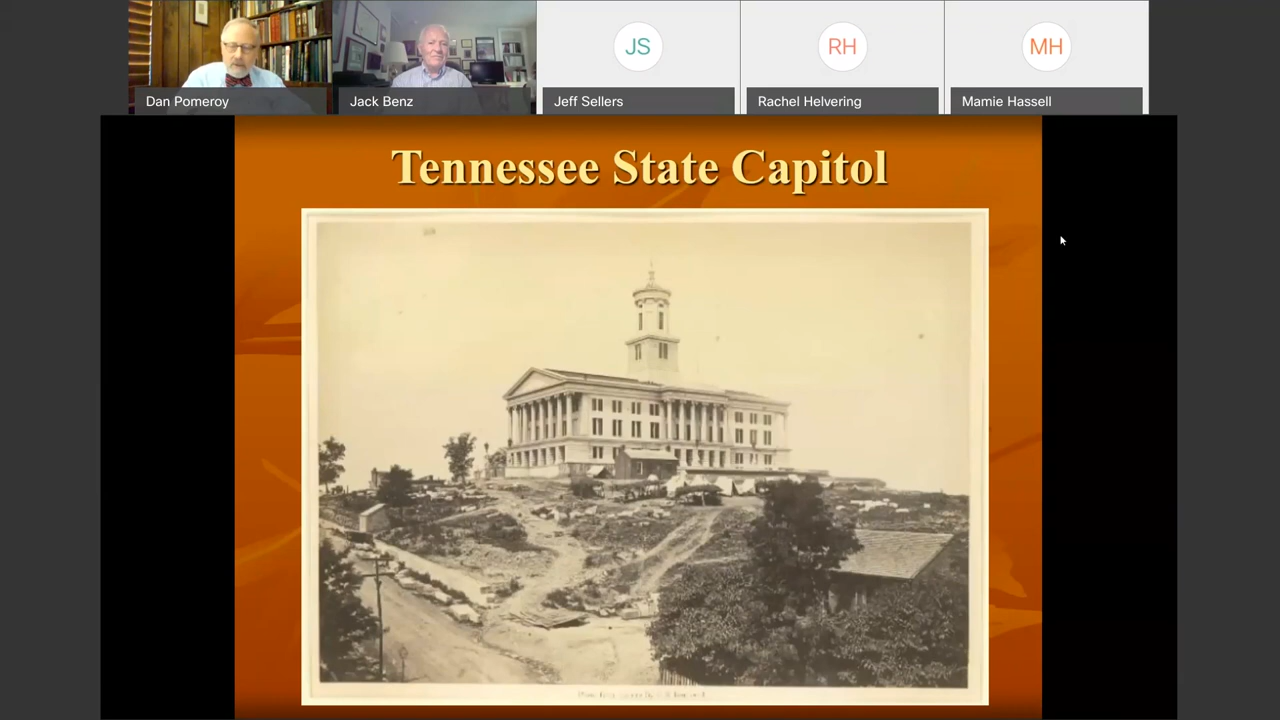 JS
RH
MH
Dan Pomeroy
Jack Benz
Jeff Sellers
Rachel Helvering
Mamie Hassell
Tennessee State Capitol